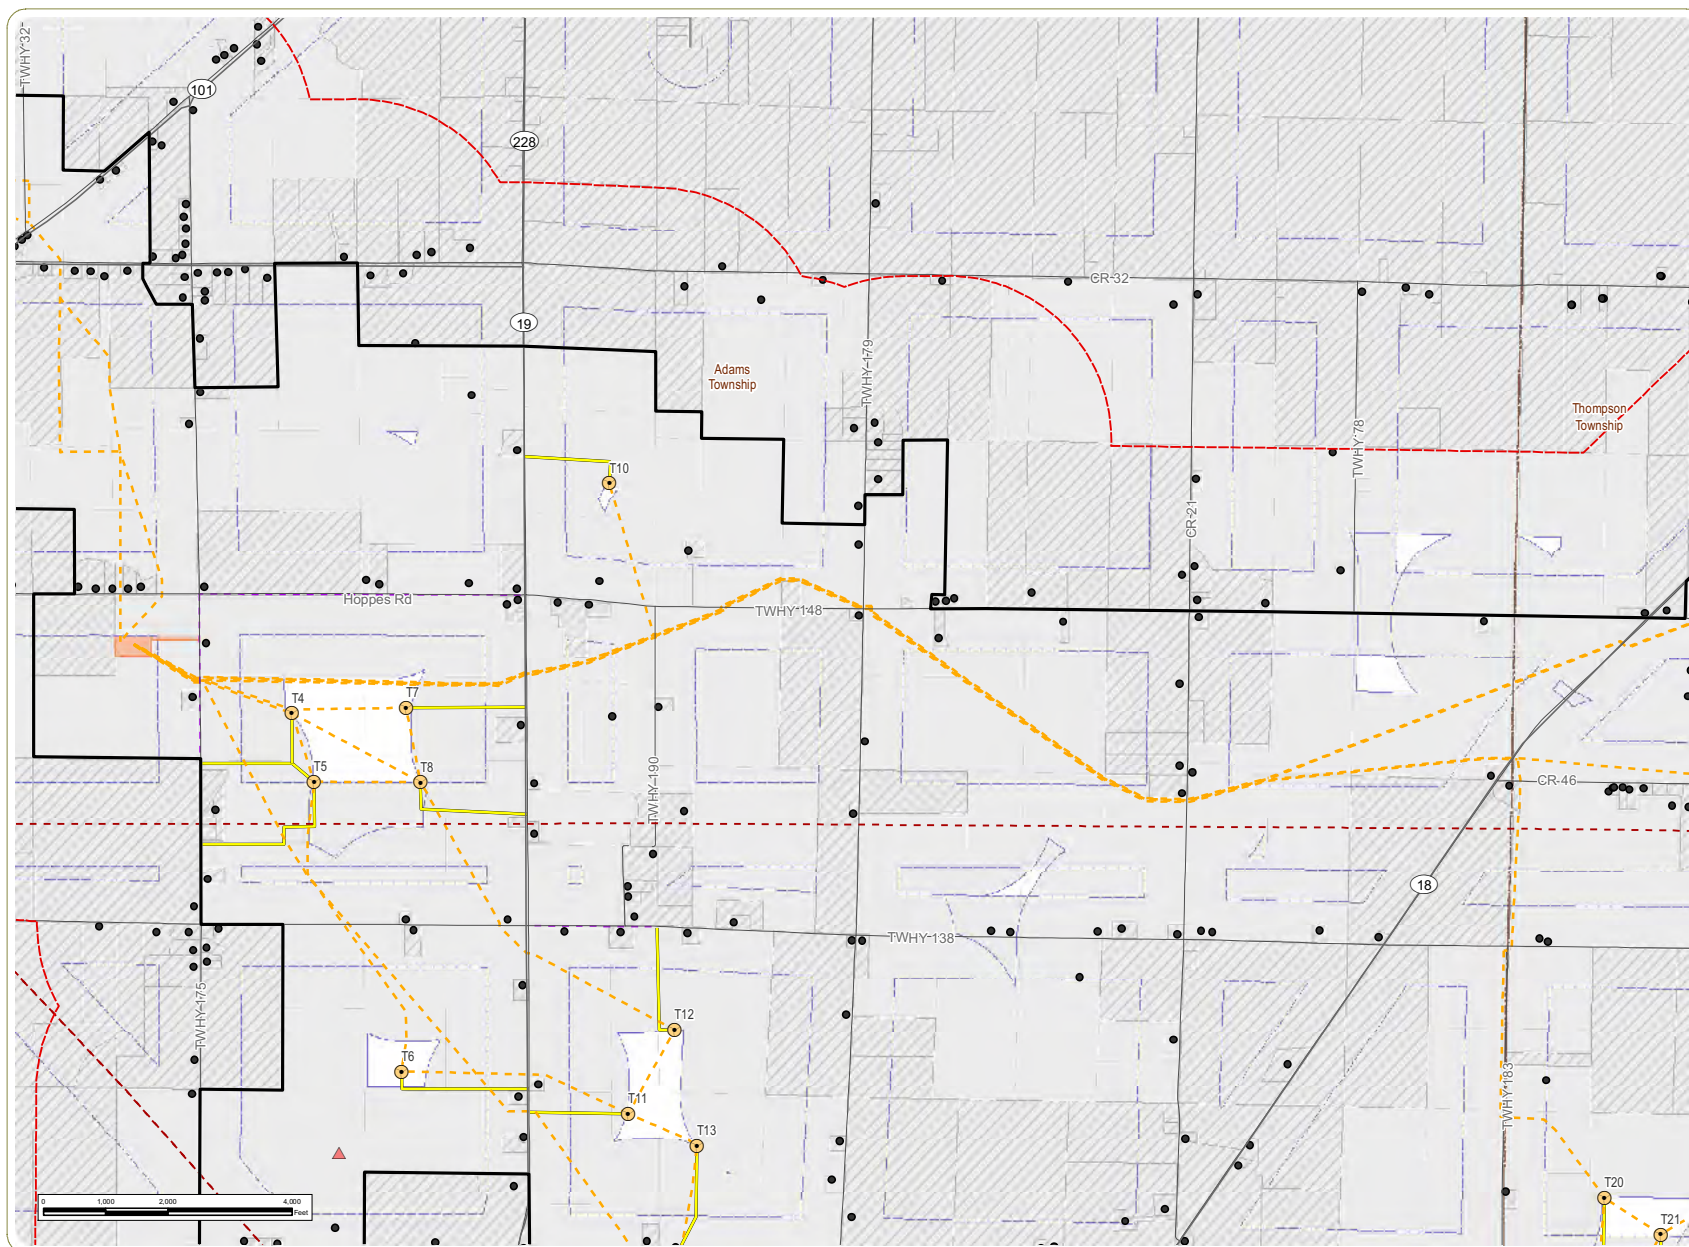 TWHY 32
101
228
CR-32
19
Adams
Township
TWHY-179
Thompson
Township
TWHY-78
T10
CR-21
Hoppes Rd
TWHY-148
T4
T7
T5
T8
TWHY-190
CR-46
18
TWHY-138
TWHY-175
T12
T6
T11
T13
TWHY-183
T20
T21
0 1,000 2,000 4,000
Feet